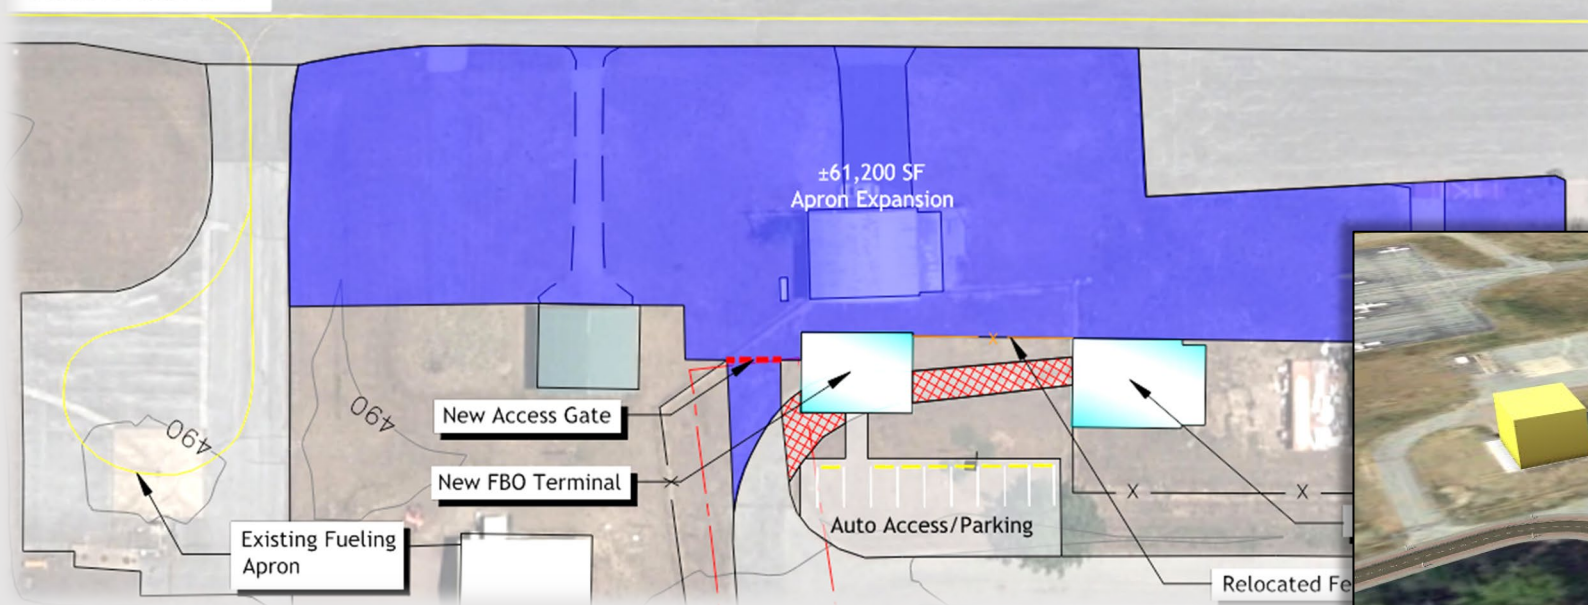 ±61,200 SF
Apron Expansion
490
490
New Access Gate
New FBO Terminal
Auto Access/Parking
X
X
Existing Fueling
Apron
Relocated